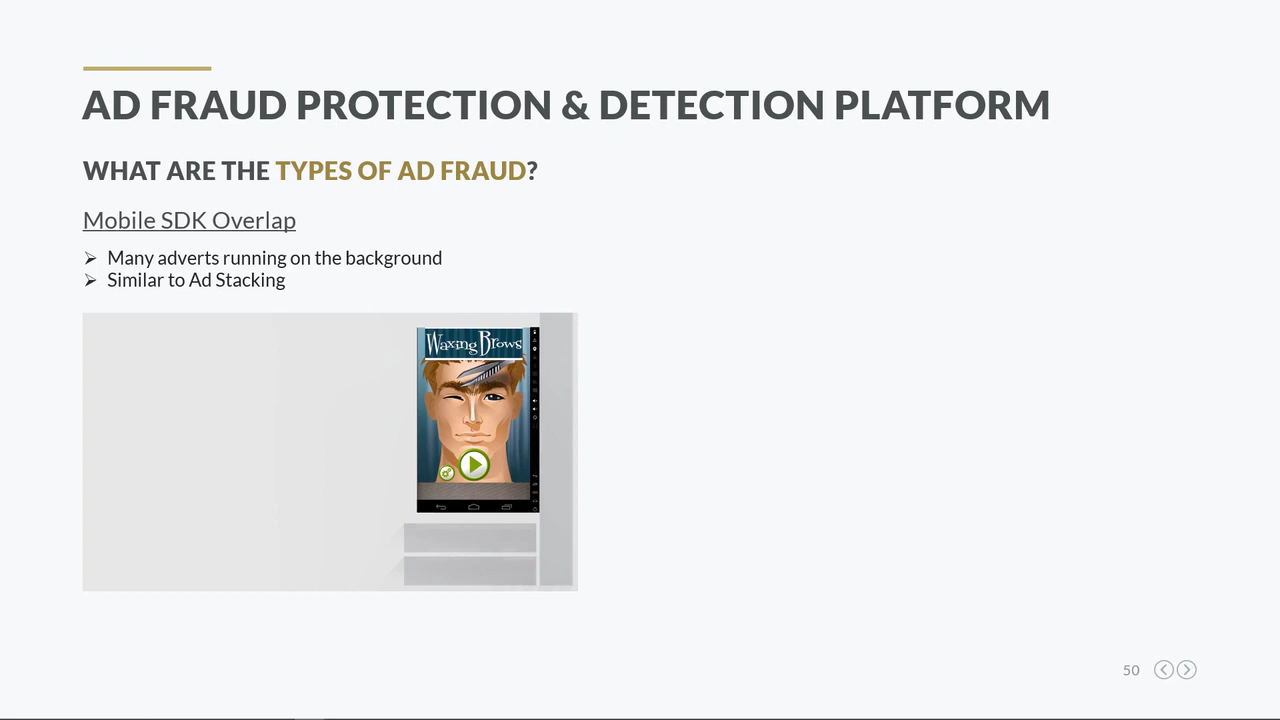 AD FRAUD PROTECTION & DETECTION PLATFORM
WHAT ARE THE TYPES OF AD FRAUD?
Mobile SDK Overlap
➢ Many adverts running on the background
➢ Similar to Ad Stacking
Waxing Brows
50